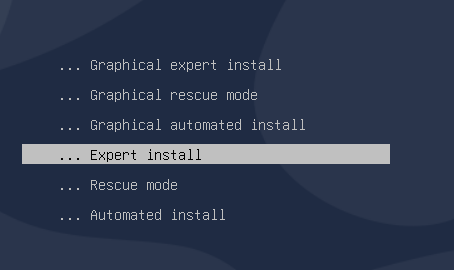 ... Graphical expert install
... Graphical rescue mode
... Graphical automated install
... Expert install
... Rescue mode
... Automated install